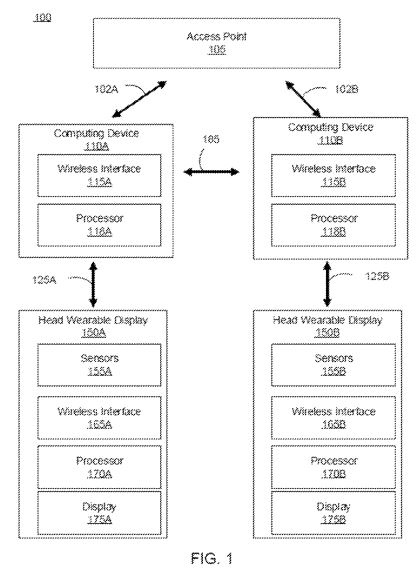 100
Access Point
105
102A
102B
Computing Device
110A
Wireless Interface
115A
Processor
118A
185
Computing Device
110B
Wireless Interface
115B
Processor
118B
125A
125B
Head Wearable Display
150A
Sensors
155A
Wireless Interface
165A
Processor
170A
Display
175A
Head Wearable Display
150B
Sensors
155B
Wireless Interface
165B
Processor
170B
Display
175B
FIG. 1